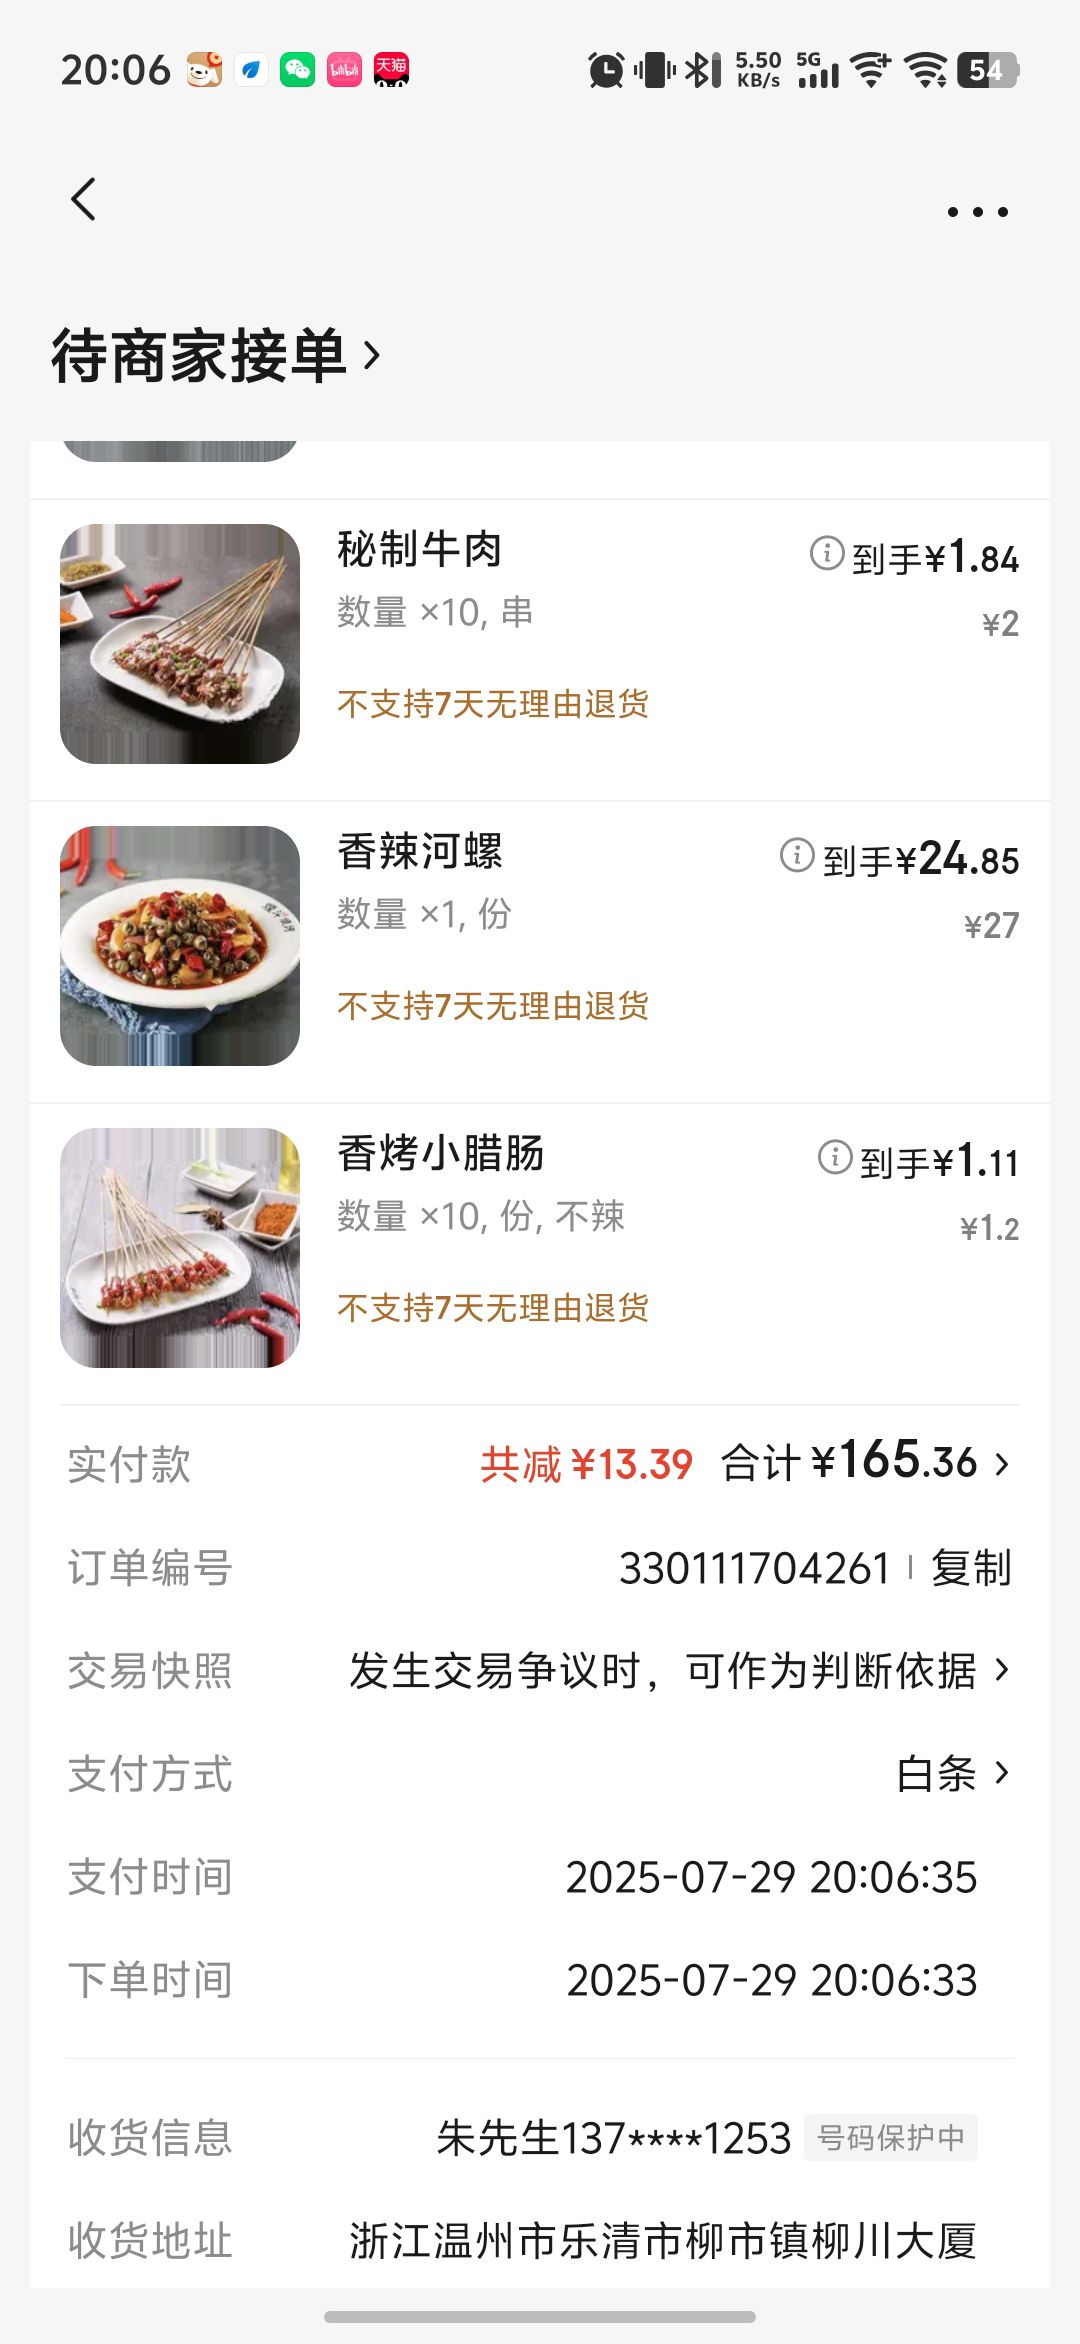 20:06
bilibili
天猫
5.50
KB/s
5G
54
待商家接单
秘制牛肉
到手¥1.84
数量 ×10, 串
¥2
不支持7天无理由退货
香辣河螺
到手¥24.85
数量 ×1, 份
¥27
不支持7天无理由退货
香烤小腊肠
到手¥1.11
数量 ×10, 份, 不辣
¥1.2
不支持7天无理由退货
实付款 共减¥13.39 合计¥165.36
订单编号 330111704261 复制
交易快照 发生交易争议时，可作为判断依据
支付方式 白条
支付时间 2025-07-29 20:06:35
下单时间 2025-07-29 20:06:33
收货信息 朱先生137****1253 号码保护中
收货地址 浙江温州市乐清市柳市镇柳川大厦